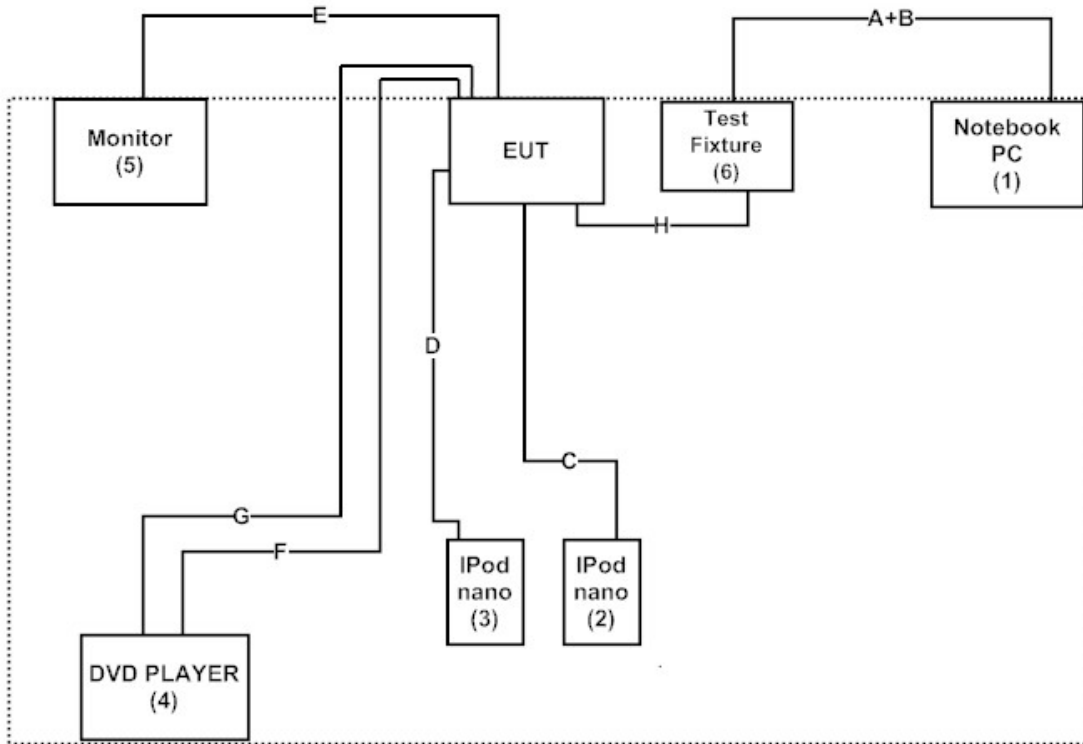 E
A+B
Monitor
(5)
EUT
Test
Fixture
(6)
Notebook
PC
(1)
H
D
C
G
F
IPod
nano
(3)
IPod
nano
(2)
DVD PLAYER
(4)